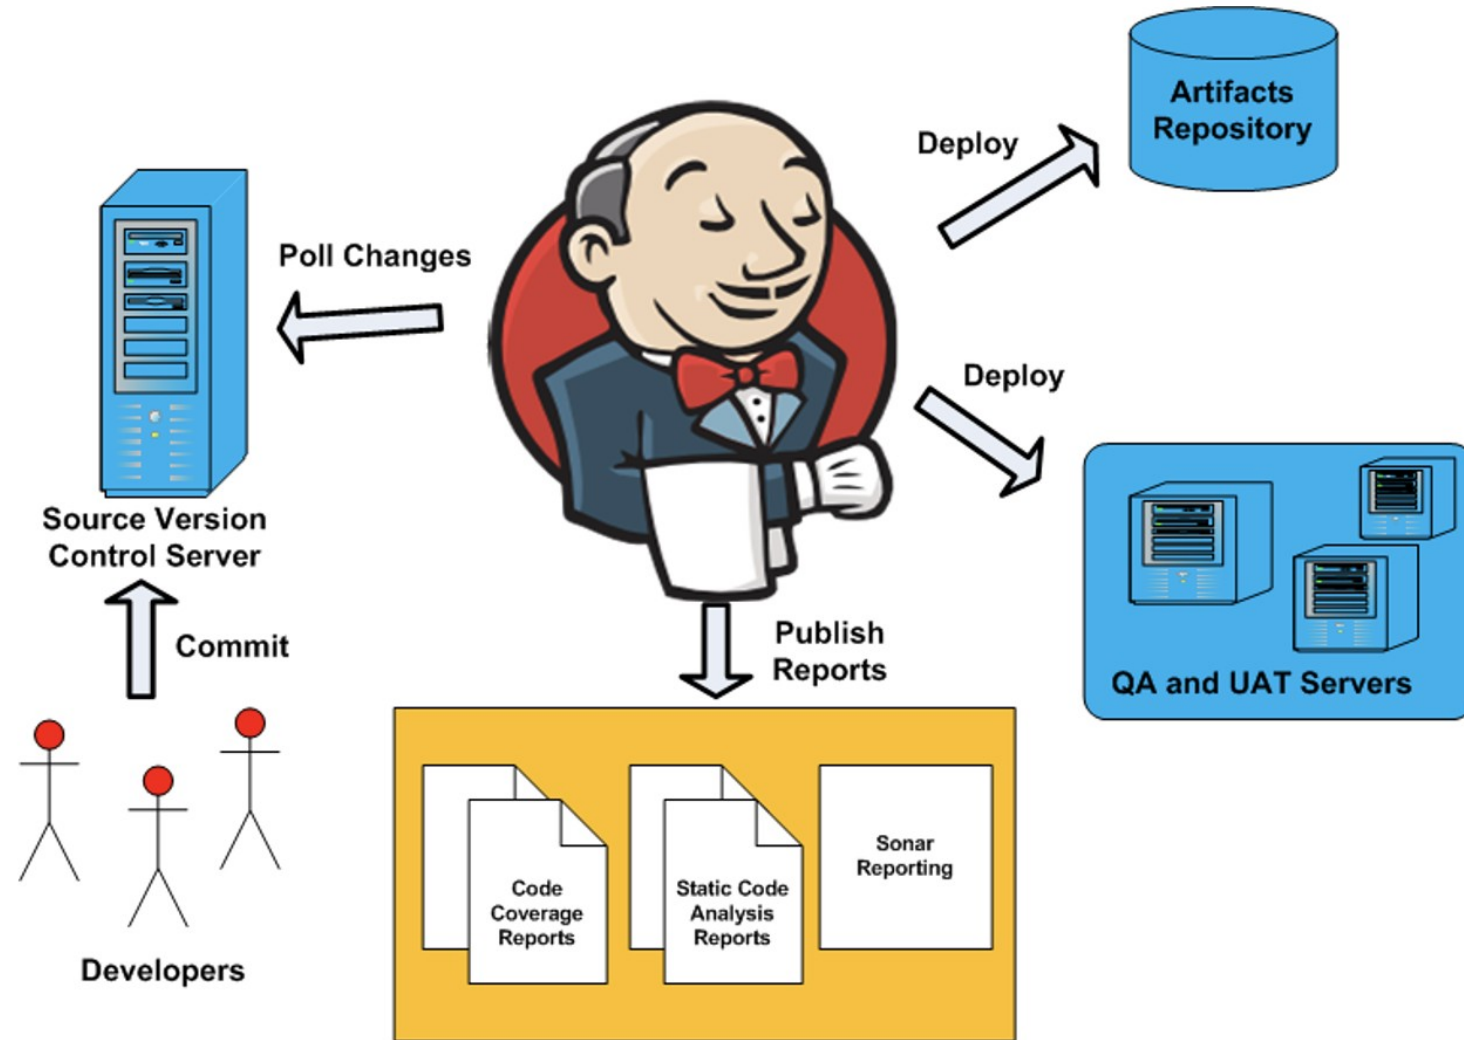 Artifacts
Repository
Deploy
Poll Changes
Deploy
Source Version
Control Server
Commit
Publish
Reports
QA and UAT Servers
Sonar
Reporting
Code
Coverage
Reports
Static Code
Analysis
Reports
Developers